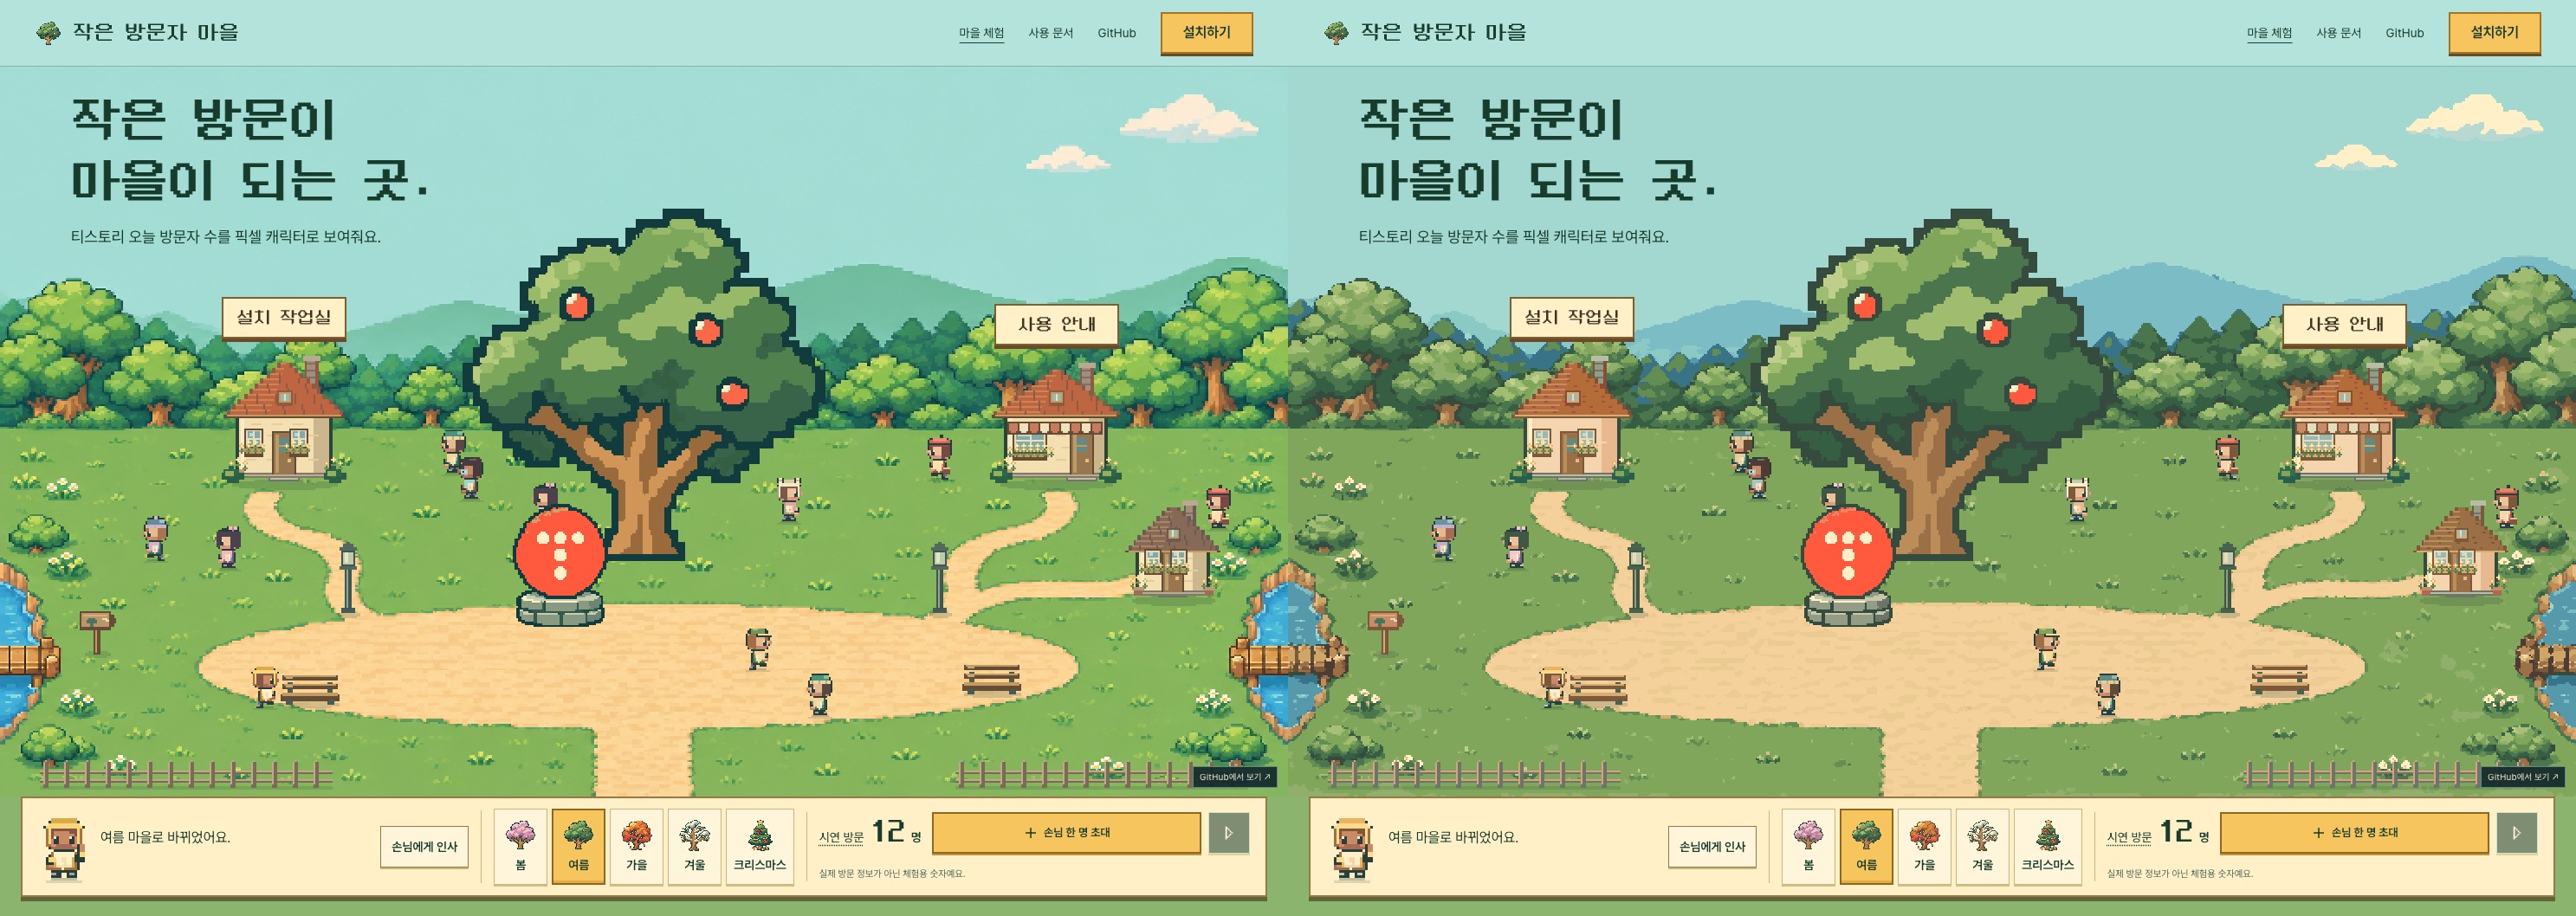 작은 방문자 마을
마을 체험 사용 문서 GitHub 설치하기
작은 방문이
마을이 되는 곳.
티스토리 오늘 방문자 수를 픽셀 캐릭터로 보여줘요.
설치 작업실
사용 안내
GitHub에서 보기 ↗
여름 마을로 바뀌었어요.
손님에게 인사
봄 여름 가을 겨울 크리스마스
시연 방문 12 명
+ 손님 한 명 초대
실제 방문 정보가 아닌 체험용 숫자예요.
작은 방문자 마을
마을 체험 사용 문서 GitHub 설치하기
작은 방문이
마을이 되는 곳.
티스토리 오늘 방문자 수를 픽셀 캐릭터로 보여줘요.
설치 작업실
사용 안내
GitHub에서 보기 ↗
여름 마을로 바뀌었어요.
손님에게 인사
봄 여름 가을 겨울 크리스마스
시연 방문 12 명
+ 손님 한 명 초대
실제 방문 정보가 아닌 체험용 숫자예요.